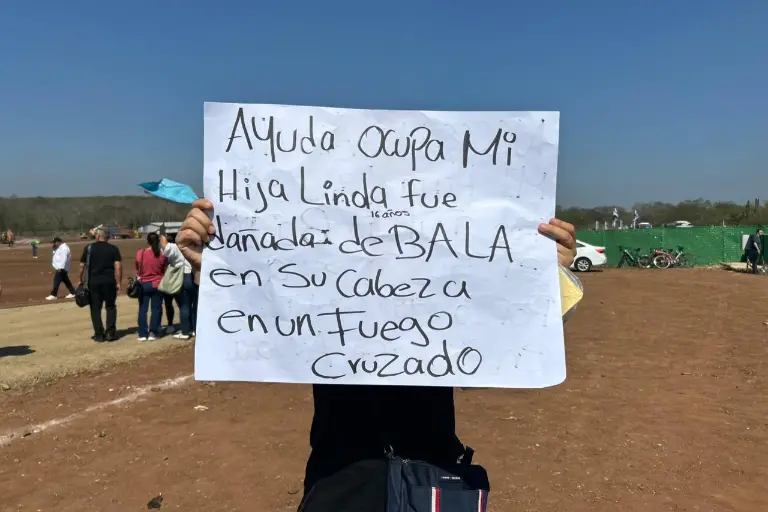 Ayuda Ocupa Mi
Hija Linda fue
16 años
dañada de BALA
en Su Cabeza
en un Fuego
Cruzado